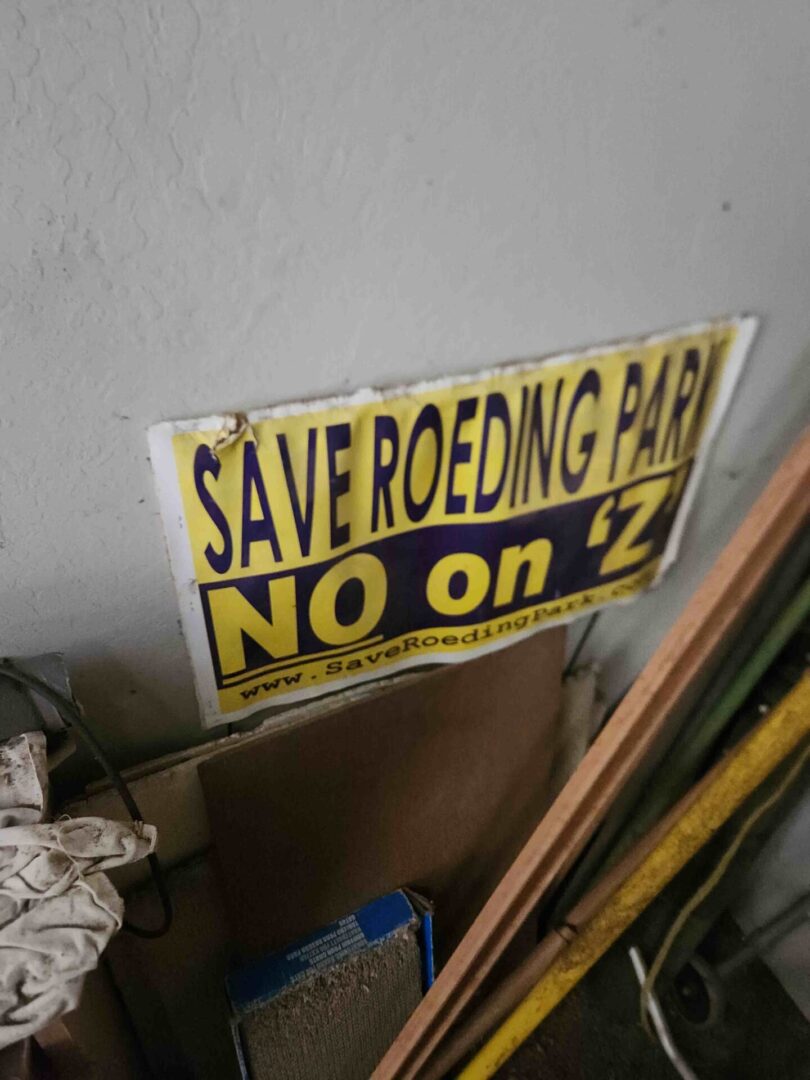 SAVE ROEDING PARK
NO on ‘Z’
www.SaveRoedingPark.com